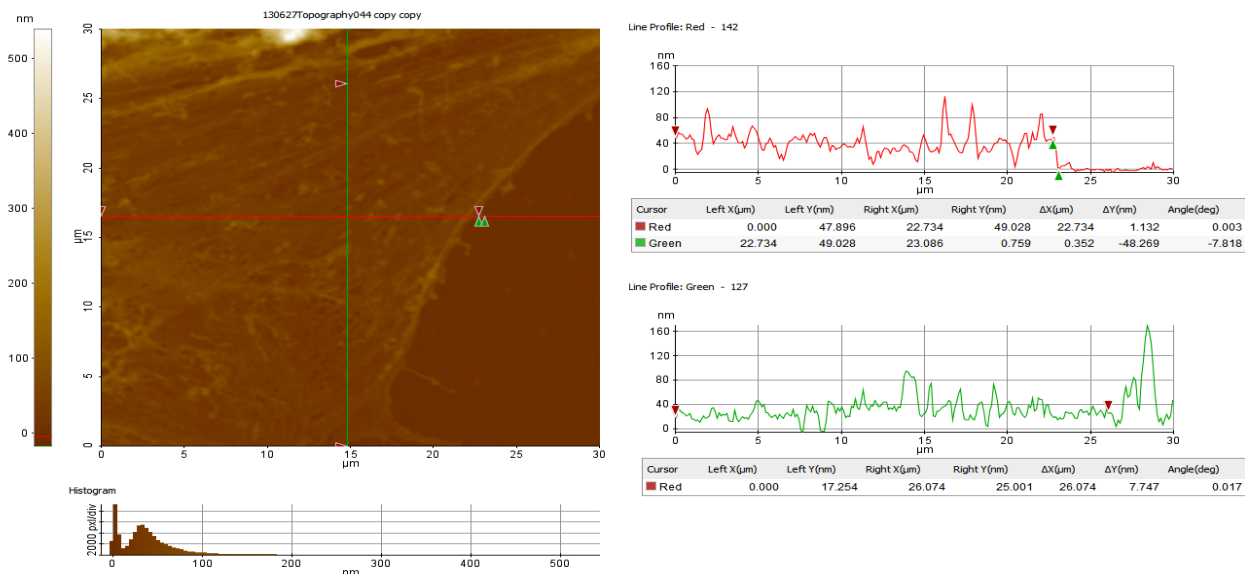 nm
500
400
300
200
100
0
130627Topography044 copy copy
30
25
20
15
10
5
0
µm
0 5 10 15 20 25 30
µm
Histogram
2000 pxl/div
0 100 200 300 400 500
nm
Line Profile: Red - 142
nm
160
120
80
40
0
0 5 10 15 20 25 30
µm
Cursor Left X(µm) Left Y(nm) Right X(µm) Right Y(nm) ΔX(µm) ΔY(nm) Angle(deg)
Red 0.000 47.896 22.734 49.028 22.734 1.132 0.003
Green 22.734 49.028 23.086 0.759 0.352 -48.269 -7.818
Line Profile: Green - 127
nm
160
120
80
40
0
0 5 10 15 20 25 30
µm
Cursor Left X(µm) Left Y(nm) Right X(µm) Right Y(nm) ΔX(µm) ΔY(nm) Angle(deg)
Red 0.000 17.254 26.074 25.001 26.074 7.747 0.017